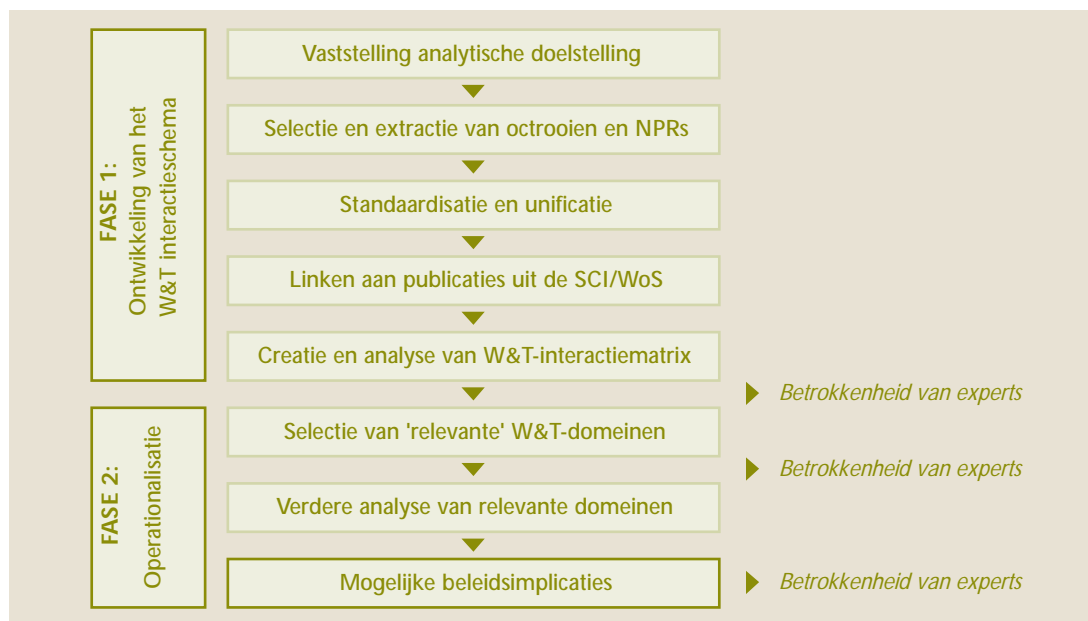 FASE 1:
Ontwikkeling van het
W&T interactieschema
Vaststelling analytische doelstelling
Selectie en extractie van octrooien en NPRs
Standaardisatie en unificatie
Linken aan publicaties uit de SCI/WoS
Creatie en analyse van W&T-interactiematrix
Betrokkenheid van experts
FASE 2:
Operationalisatie
Selectie van 'relevante' W&T-domeinen
Betrokkenheid van experts
Verdere analyse van relevante domeinen
Mogelijke beleidsimplicaties
Betrokkenheid van experts